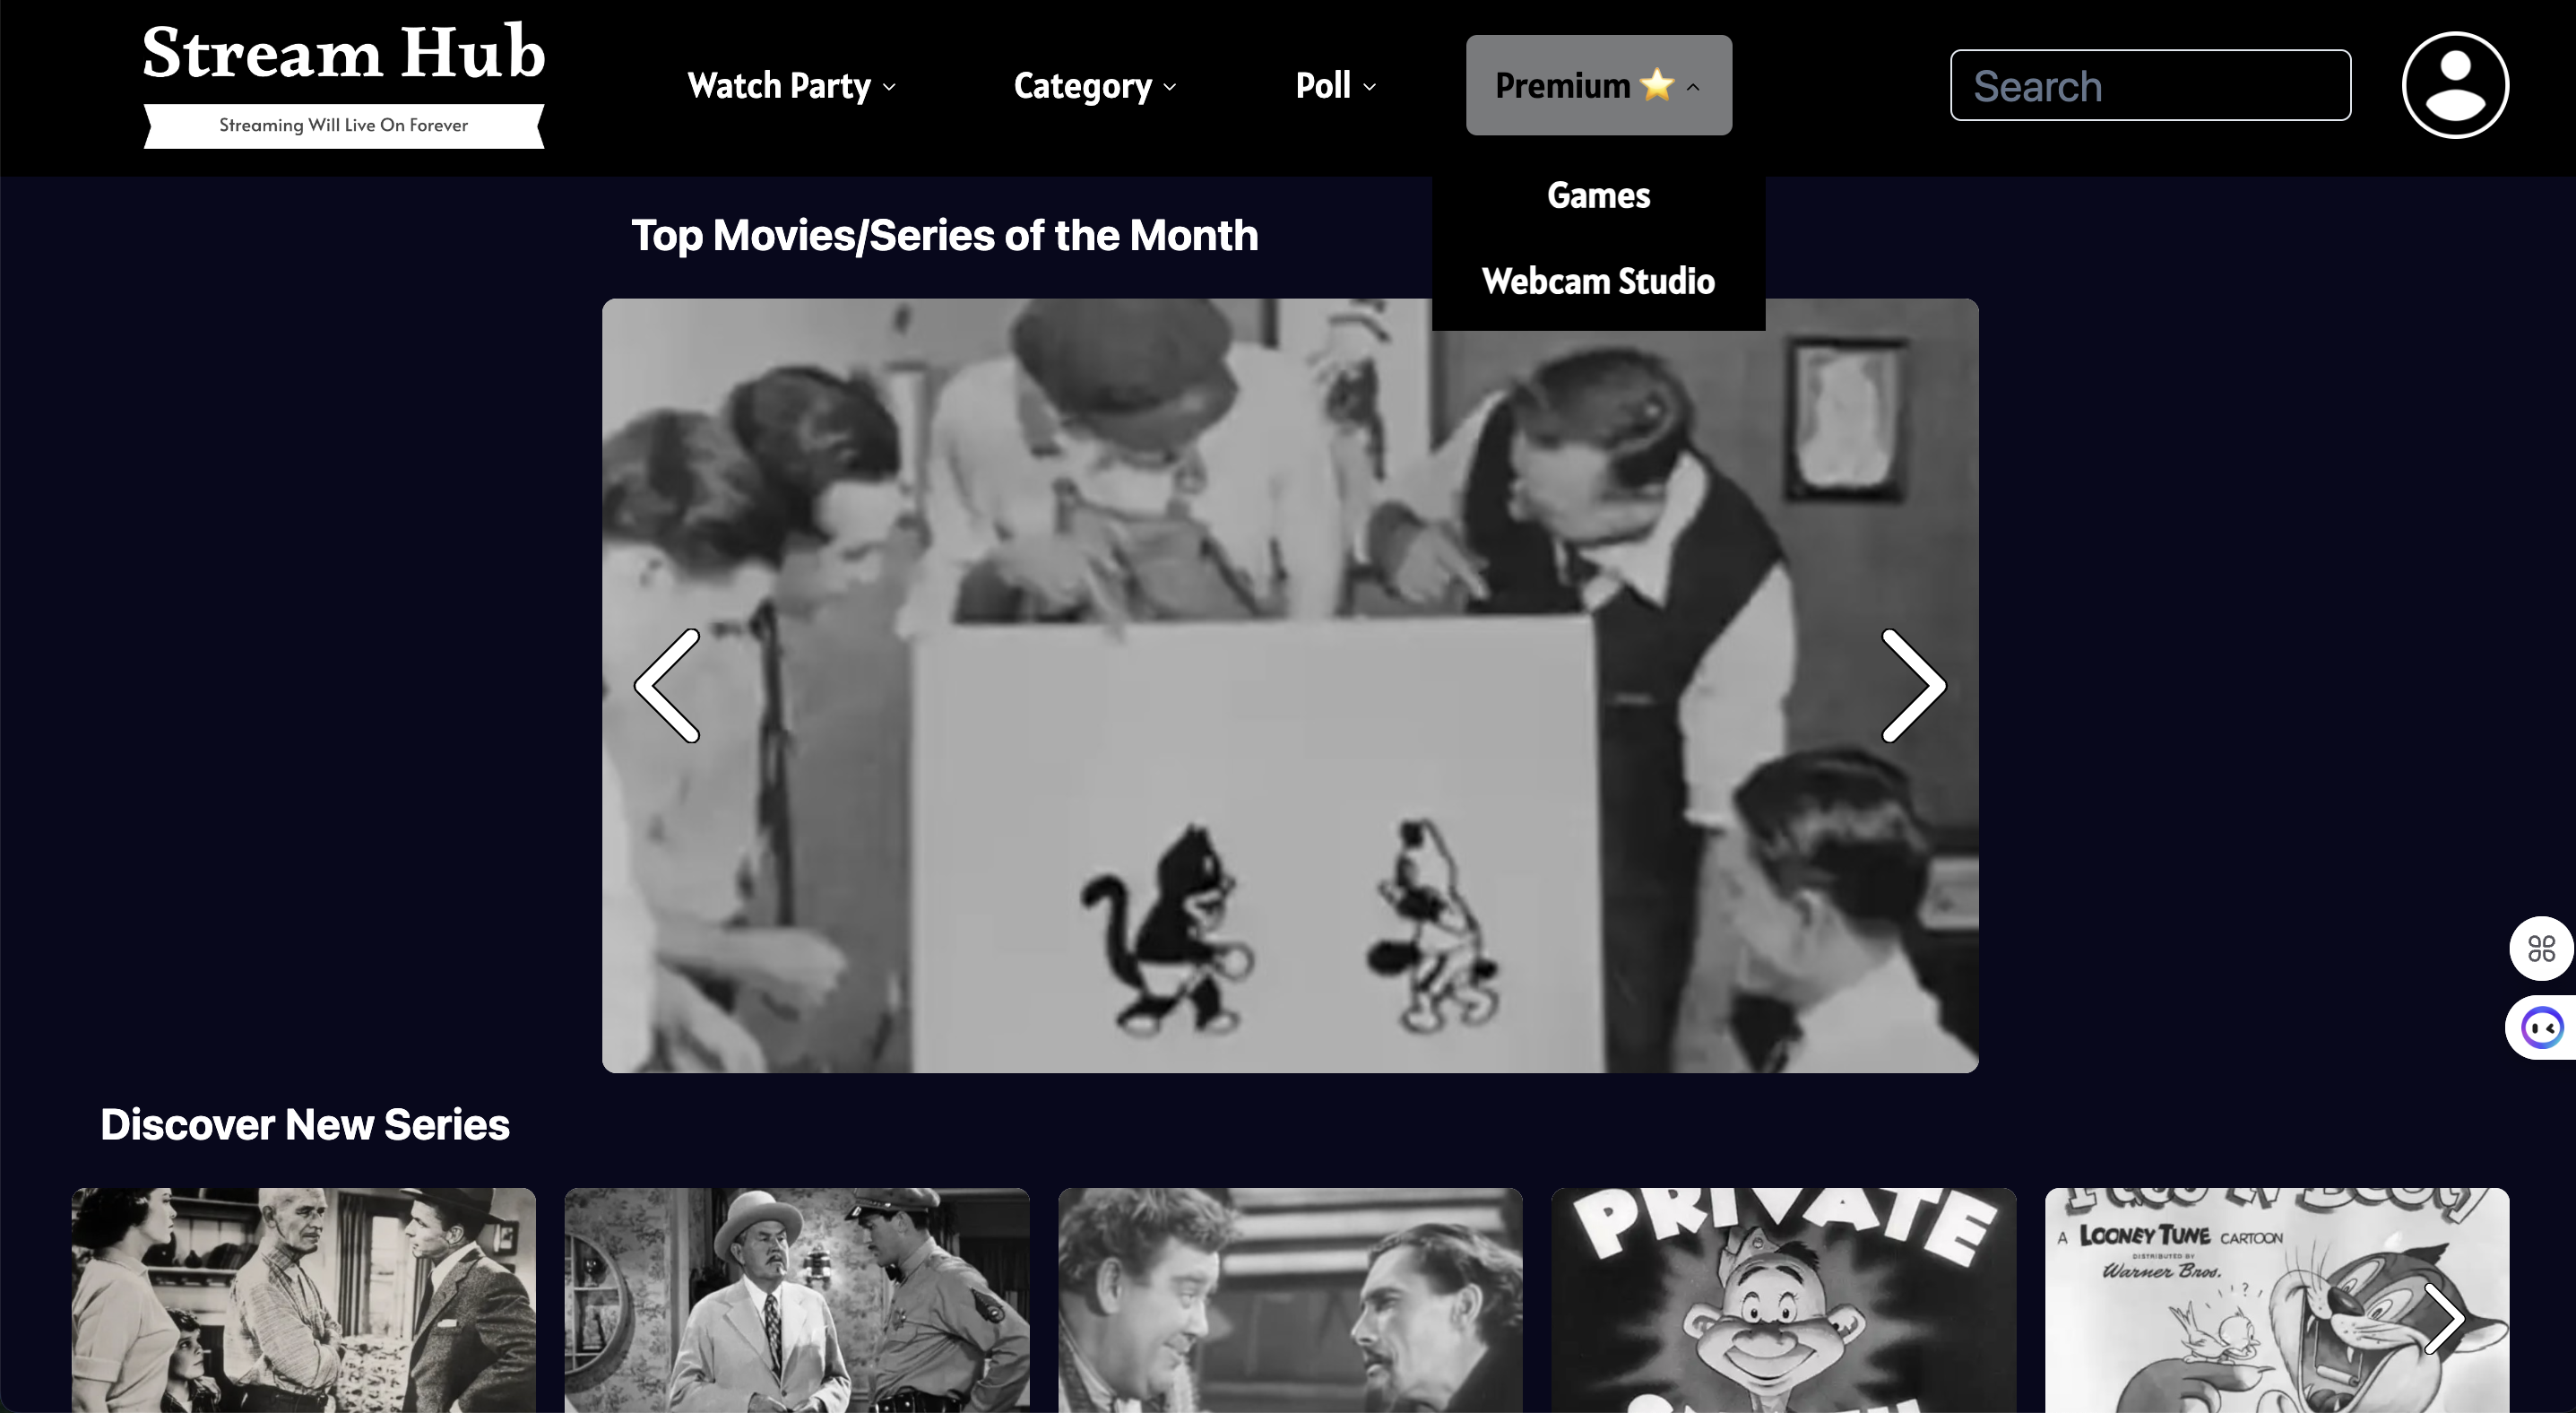 Stream Hub
Streaming Will Live On Forever
Watch Party
Category
Poll
Premium ⭐
Search
Games
Webcam Studio
Top Movies/Series of the Month
Discover New Series
PRIVATE
A LOONEY TUNE CARTOON
DISTRIBUTED BY
Warner Bros.
? ?